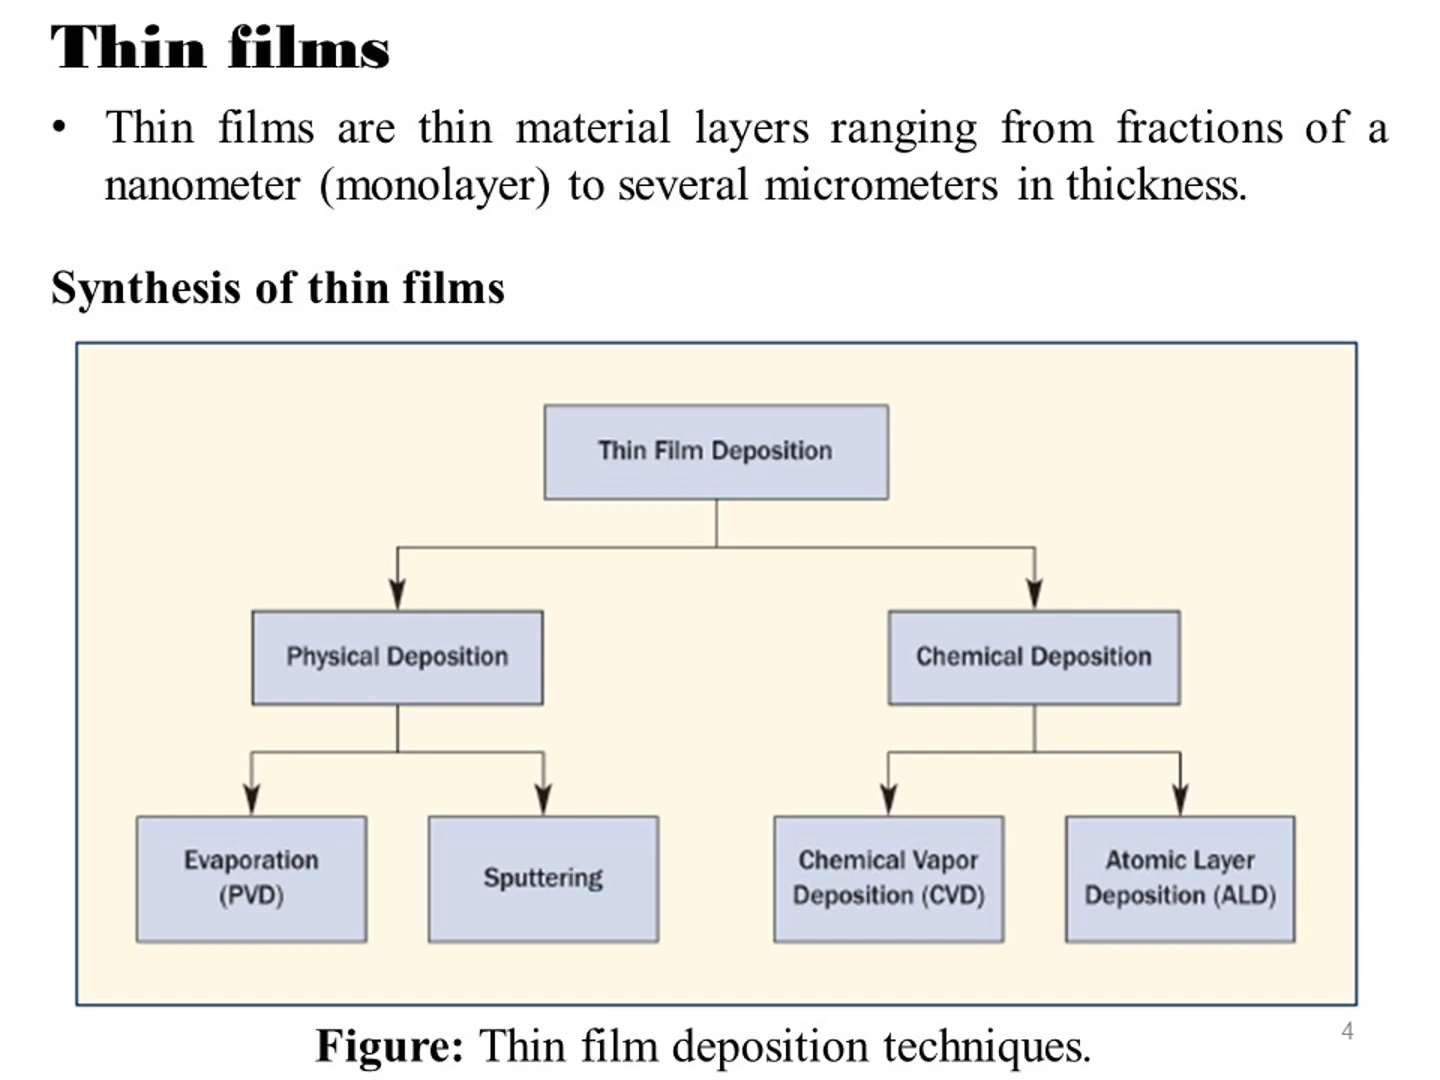 Thin films
• Thin films are thin material layers ranging from fractions of a
nanometer (monolayer) to several micrometers in thickness.
Synthesis of thin films
Thin Film Deposition
Physical Deposition
Chemical Deposition
Evaporation
(PVD)
Sputtering
Chemical Vapor
Deposition (CVD)
Atomic Layer
Deposition (ALD)
Figure: Thin film deposition techniques.
4